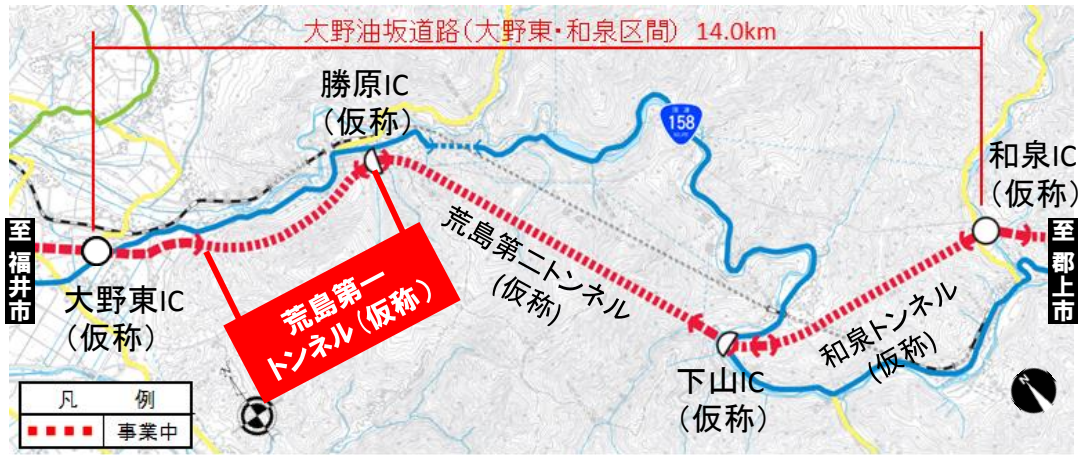 大野油坂道路(大野東・和泉区間) 14.0km
勝原IC
(仮称)
158
和泉IC
(仮称)
至 福井市
至 郡上市
大野東IC
(仮称)
荒島第一
トンネル(仮称)
荒島第二トンネル
(仮称)
和泉トンネル
(仮称)
下山IC
(仮称)
凡 例
事業中
N
N